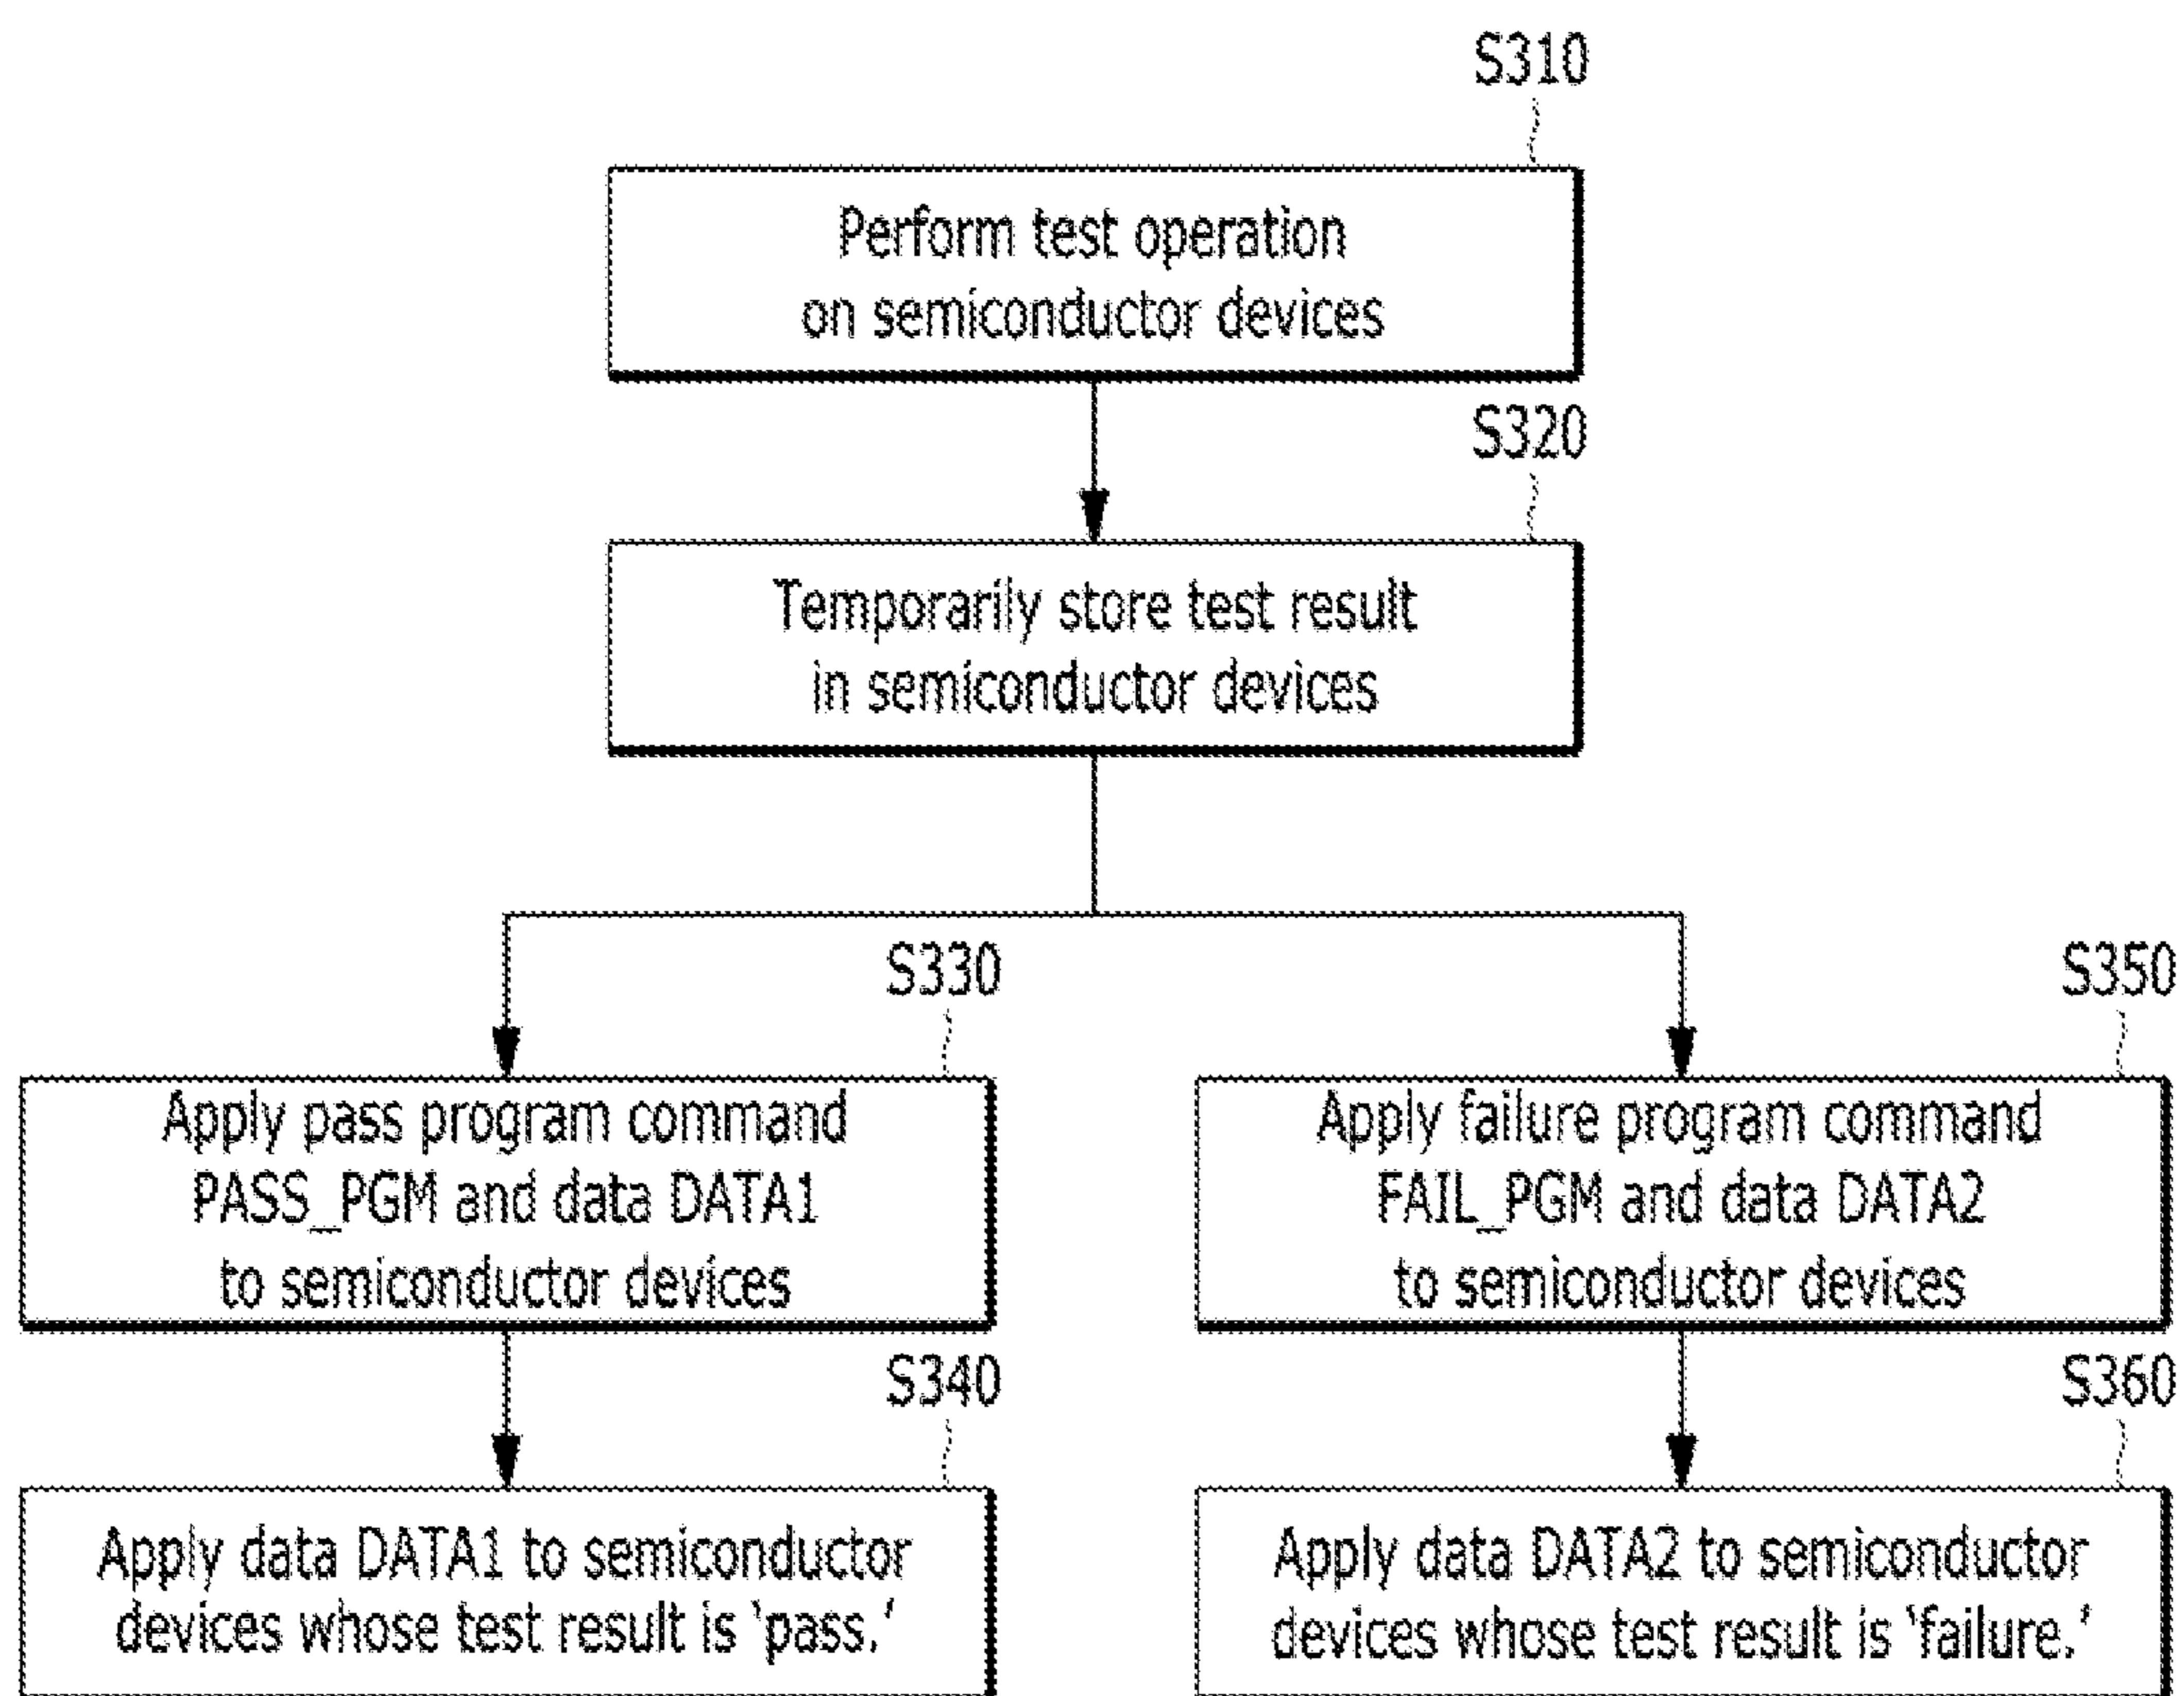 S310
Perform test operation
on semiconductor devices
S320
Temporarily store test result
in semiconductor devices
S330
Apply pass program command
PASS_PGM and data DATA1
to semiconductor devices
S350
Apply failure program command
FAIL_PGM and data DATA2
to semiconductor devices
S340
Apply data DATA1 to semiconductor
devices whose test result is ‘pass.’
S360
Apply data DATA2 to semiconductor
devices whose test result is ‘failure.’